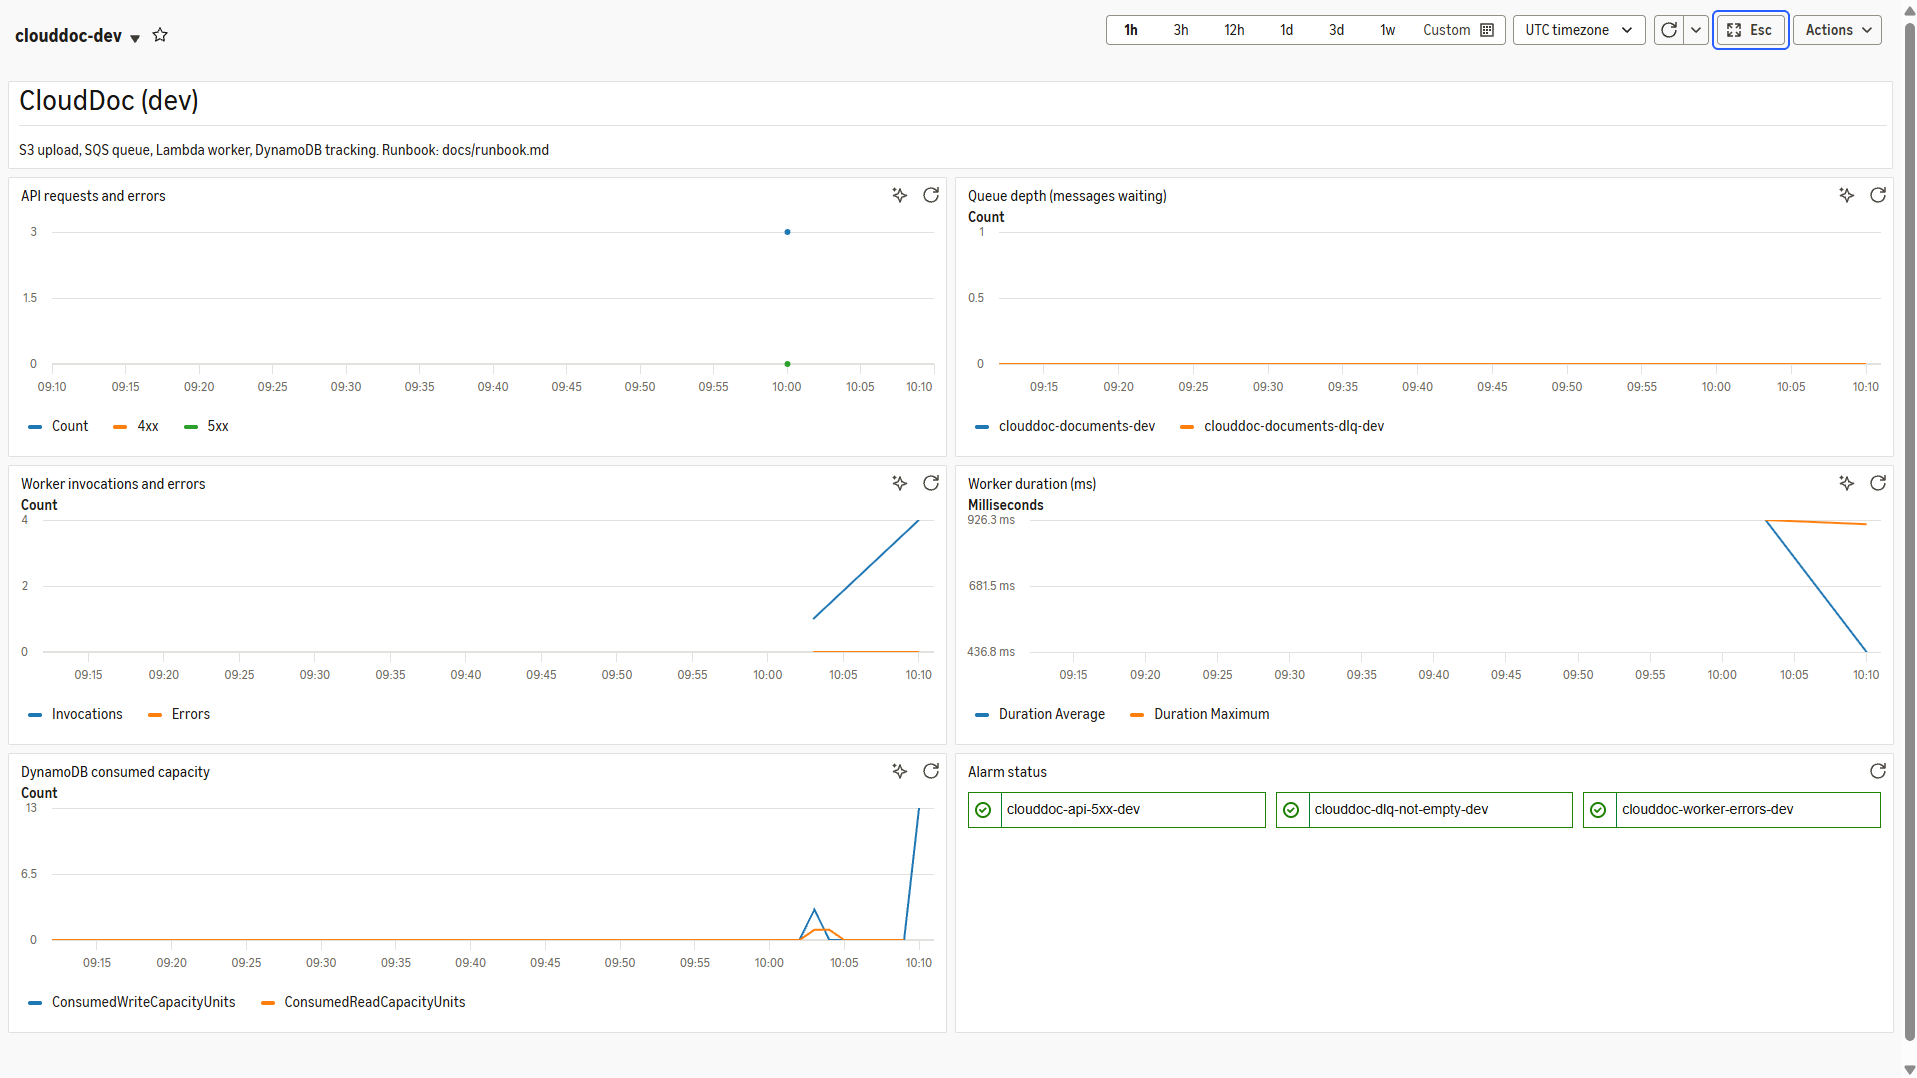 clouddoc-dev
1h 3h 12h 1d 3d 1w Custom UTC timezone Esc Actions
CloudDoc (dev)
S3 upload, SQS queue, Lambda worker, DynamoDB tracking. Runbook: docs/runbook.md
API requests and errors
3
1.5
0
09:10 09:15 09:20 09:25 09:30 09:35 09:40 09:45 09:50 09:55 10:00 10:05 10:10
Count 4xx 5xx
Queue depth (messages waiting)
Count
1
0.5
0
09:15 09:20 09:25 09:30 09:35 09:40 09:45 09:50 09:55 10:00 10:05 10:10
clouddoc-documents-dev clouddoc-documents-dlq-dev
Worker invocations and errors
Count
4
2
0
09:15 09:20 09:25 09:30 09:35 09:40 09:45 09:50 09:55 10:00 10:05 10:10
Invocations Errors
Worker duration (ms)
Milliseconds
926.3 ms
681.5 ms
436.8 ms
09:15 09:20 09:25 09:30 09:35 09:40 09:45 09:50 09:55 10:00 10:05 10:10
Duration Average Duration Maximum
DynamoDB consumed capacity
Count
13
6.5
0
09:15 09:20 09:25 09:30 09:35 09:40 09:45 09:50 09:55 10:00 10:05 10:10
ConsumedWriteCapacityUnits ConsumedReadCapacityUnits
Alarm status
clouddoc-api-5xx-dev clouddoc-dlq-not-empty-dev clouddoc-worker-errors-dev